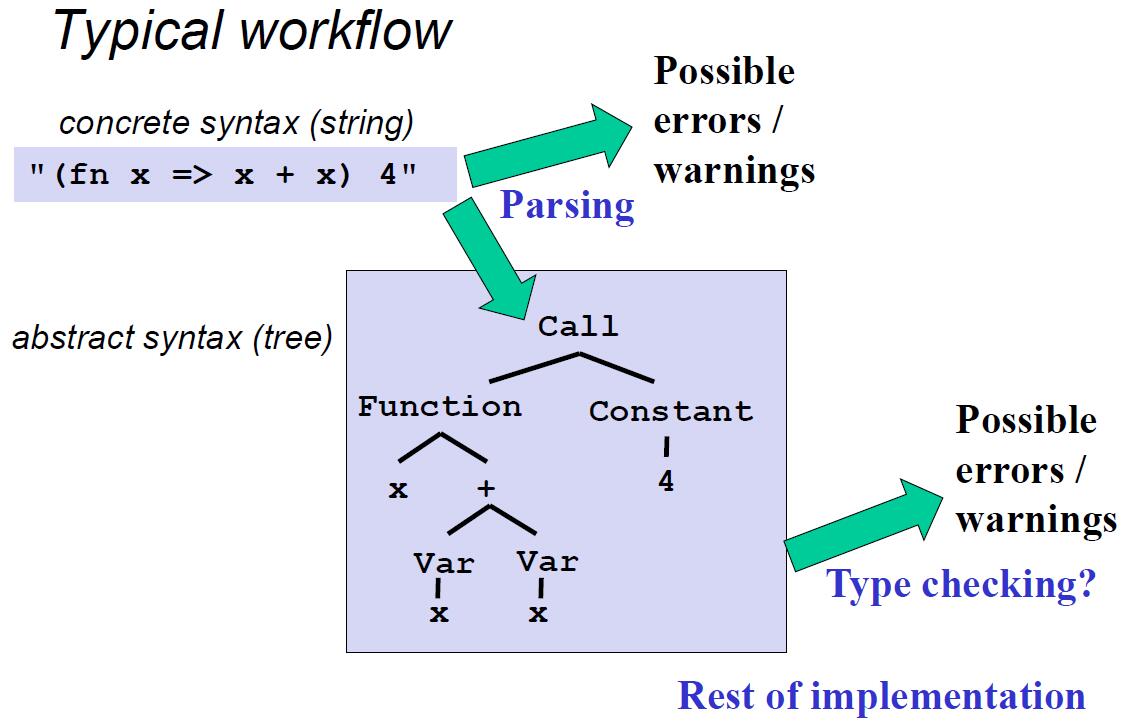 Typical workflow
concrete syntax (string)
"(fn x => x + x) 4"
Possible
errors /
warnings
Parsing
abstract syntax (tree)
Call
Function Constant
x + 4
Var Var
x x
Possible
errors /
warnings
Type checking?
Rest of implementation